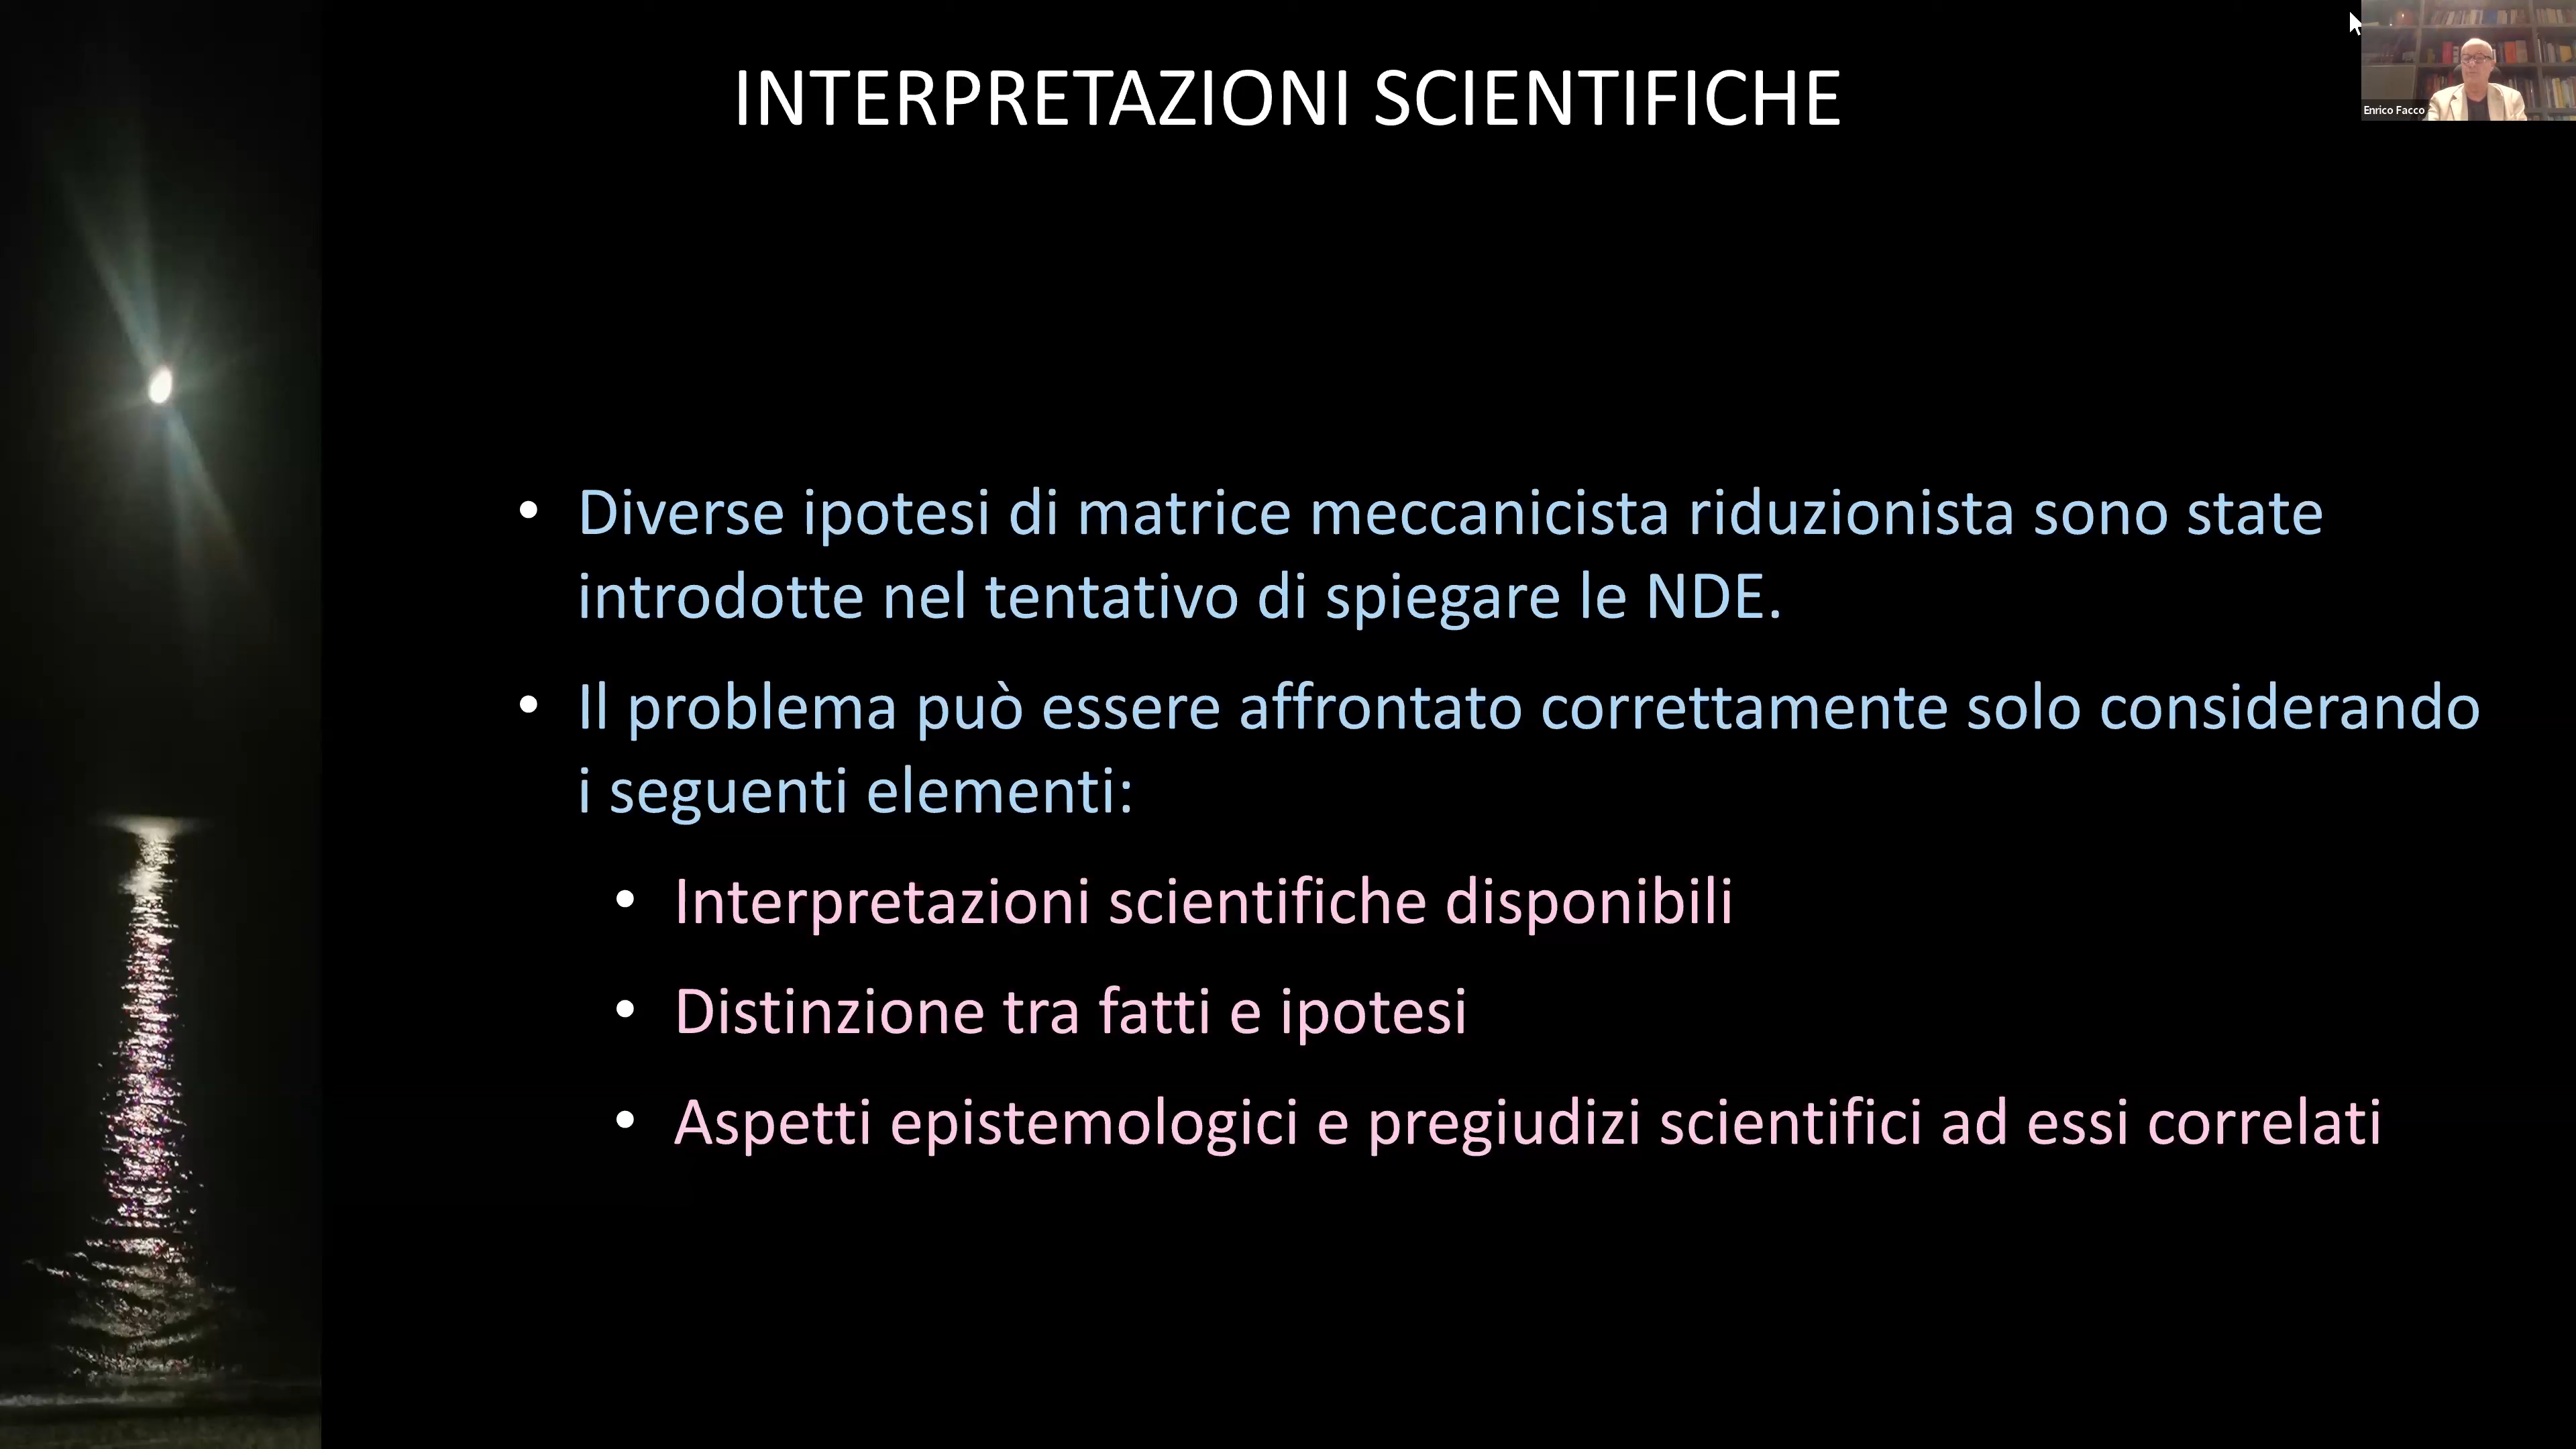 INTERPRETAZIONI SCIENTIFICHE
Enrico Facco
• Diverse ipotesi di matrice meccanicista riduzionista sono state
introdotte nel tentativo di spiegare le NDE.
• Il problema può essere affrontato correttamente solo considerando
i seguenti elementi:
• Interpretazioni scientifiche disponibili
• Distinzione tra fatti e ipotesi
• Aspetti epistemologici e pregiudizi scientifici ad essi correlati